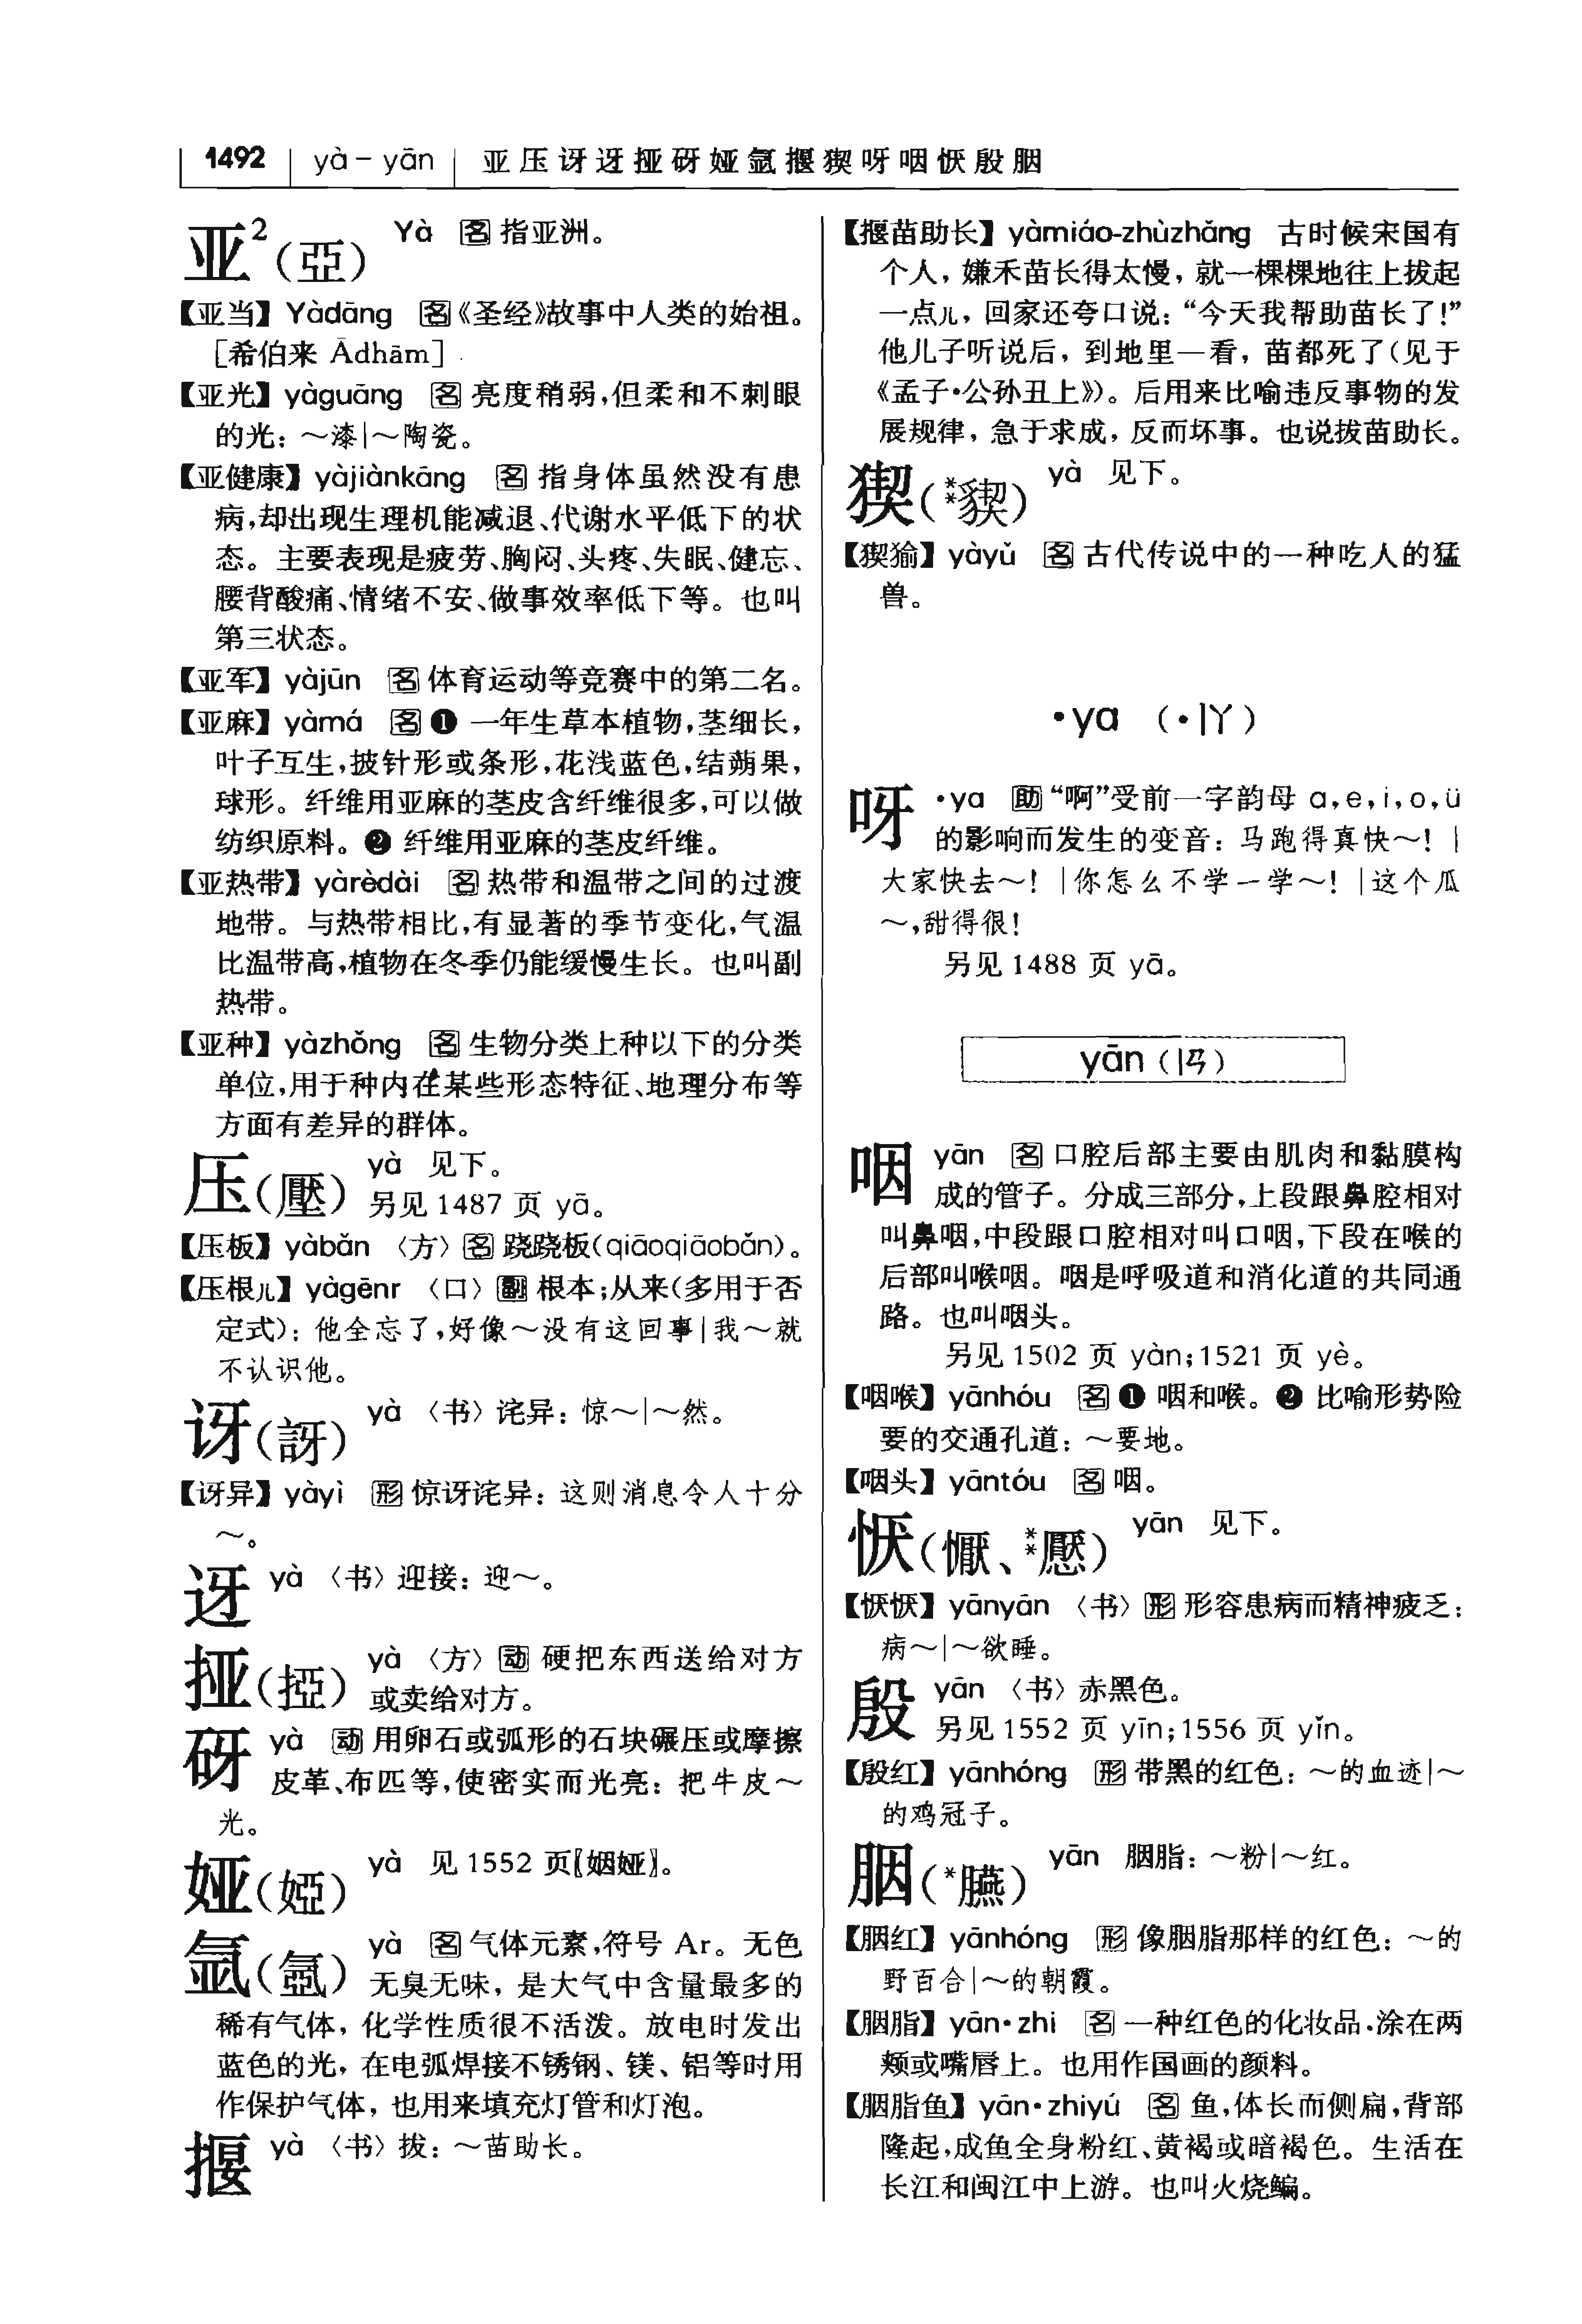 1492 yà－yān 亚压讶迓挜砑娅氩揠猰呀咽恹殷胭
亚²(亞) Yà 名 指亚洲。
【亚当】 Yàdāng 名《圣经》故事中人类的始祖。
[希伯来 Ādhām]
【亚光】 yàguāng 名 亮度稍弱,但柔和不刺眼
的光：～漆|～陶瓷。
【亚健康】 yàjiànkāng 名 指身体虽然没有患
病,却出现生理机能减退、代谢水平低下的状
态。主要表现是疲劳、胸闷、头疼、失眠、健忘、
腰背酸痛、情绪不安、做事效率低下等。也叫
第三状态。
【亚军】 yàjūn 名 体育运动等竞赛中的第二名。
【亚麻】 yàmá 名 ❶ 一年生草本植物,茎细长,
叶子互生,披针形或条形,花浅蓝色,结蒴果,
球形。纤维用亚麻的茎皮含纤维很多,可以做
纺织原料。❷ 纤维用亚麻的茎皮纤维。
【亚热带】 yàrèdài 名 热带和温带之间的过渡
地带。与热带相比,有显著的季节变化,气温
比温带高,植物在冬季仍能缓慢生长。也叫副
热带。
【亚种】 yàzhǒng 名 生物分类上种以下的分类
单位,用于种内在某些形态特征、地理分布等
方面有差异的群体。
压(壓) yà 见下。
另见 1487 页 yā。
【压板】 yàbǎn 〈方〉名 跷跷板(qiāoqiāobǎn)。
【压根儿】 yàgēnr 〈口〉副 根本;从来(多用于否
定式)：他全忘了,好像～没有这回事|我～就
不认识他。
讶(訝) yà 〈书〉诧异：惊～|～然。
【讶异】 yàyì 形 惊讶诧异：这则消息令人十分
～。
迓 yà 〈书〉迎接：迎～。
挜(掗) yà 〈方〉动 硬把东西送给对方
或卖给对方。
砑 yà 动 用卵石或弧形的石块碾压或摩擦
皮革、布匹等,使密实而光亮：把牛皮～
光。
娅(婭) yà 见 1552 页〖姻娅〗。
氩(氬) yà 名 气体元素,符号 Ar。无色
无臭无味，是大气中含量最多的
稀有气体，化学性质很不活泼。放电时发出
蓝色的光，在电弧焊接不锈钢、镁、铝等时用
作保护气体，也用来填充灯管和灯泡。
揠 yà 〈书〉拔：～苗助长。
【揠苗助长】 yàmiáo-zhùzhǎng 古时候宋国有
个人，嫌禾苗长得太慢，就一棵棵地往上拔起
一点儿，回家还夸口说：“今天我帮助苗长了!”
他儿子听说后，到地里一看，苗都死了(见于
《孟子·公孙丑上》)。后用来比喻违反事物的发
展规律，急于求成，反而坏事。也说拔苗助长。
猰(**貏) yà 见下。
【猰㺄】 yàyǔ 名 古代传说中的一种吃人的猛
兽。
·ya (·ㄧㄚ)
呀 ·ya 助 “啊”受前一字韵母 a,e,i,o,ü
的影响而发生的变音：马跑得真快～！|
大家快去～！|你怎么不学一学～！|这个瓜
～,甜得很!
另见 1488 页 yā。
yān (ㄧㄢ)
咽 yān 名 口腔后部主要由肌肉和黏膜构
成的管子。分成三部分,上段跟鼻腔相对
叫鼻咽,中段跟口腔相对叫口咽,下段在喉的
后部叫喉咽。咽是呼吸道和消化道的共同通
路。也叫咽头。
另见 1502 页 yàn;1521 页 yè。
【咽喉】 yānhóu 名 ❶ 咽和喉。❷ 比喻形势险
要的交通孔道：～要地。
【咽头】 yāntóu 名 咽。
恹(懨、**懕) yān 见下。
【恹恹】 yānyān 〈书〉形 形容患病而精神疲乏：
病～|～欲睡。
殷 yān 〈书〉赤黑色。
另见 1552 页 yīn;1556 页 yǐn。
【殷红】 yānhóng 形 带黑的红色：～的血迹|～
的鸡冠子。
胭(*臙) yān 胭脂：～粉|～红。
【胭红】 yānhóng 形 像胭脂那样的红色：～的
野百合|～的朝霞。
【胭脂】 yān·zhi 名 一种红色的化妆品,涂在两
颊或嘴唇上。也用作国画的颜料。
【胭脂鱼】 yān·zhiyú 名 鱼,体长而侧扁,背部
隆起,成鱼全身粉红、黄褐或暗褐色。生活在
长江和闽江中上游。也叫火烧鳊。